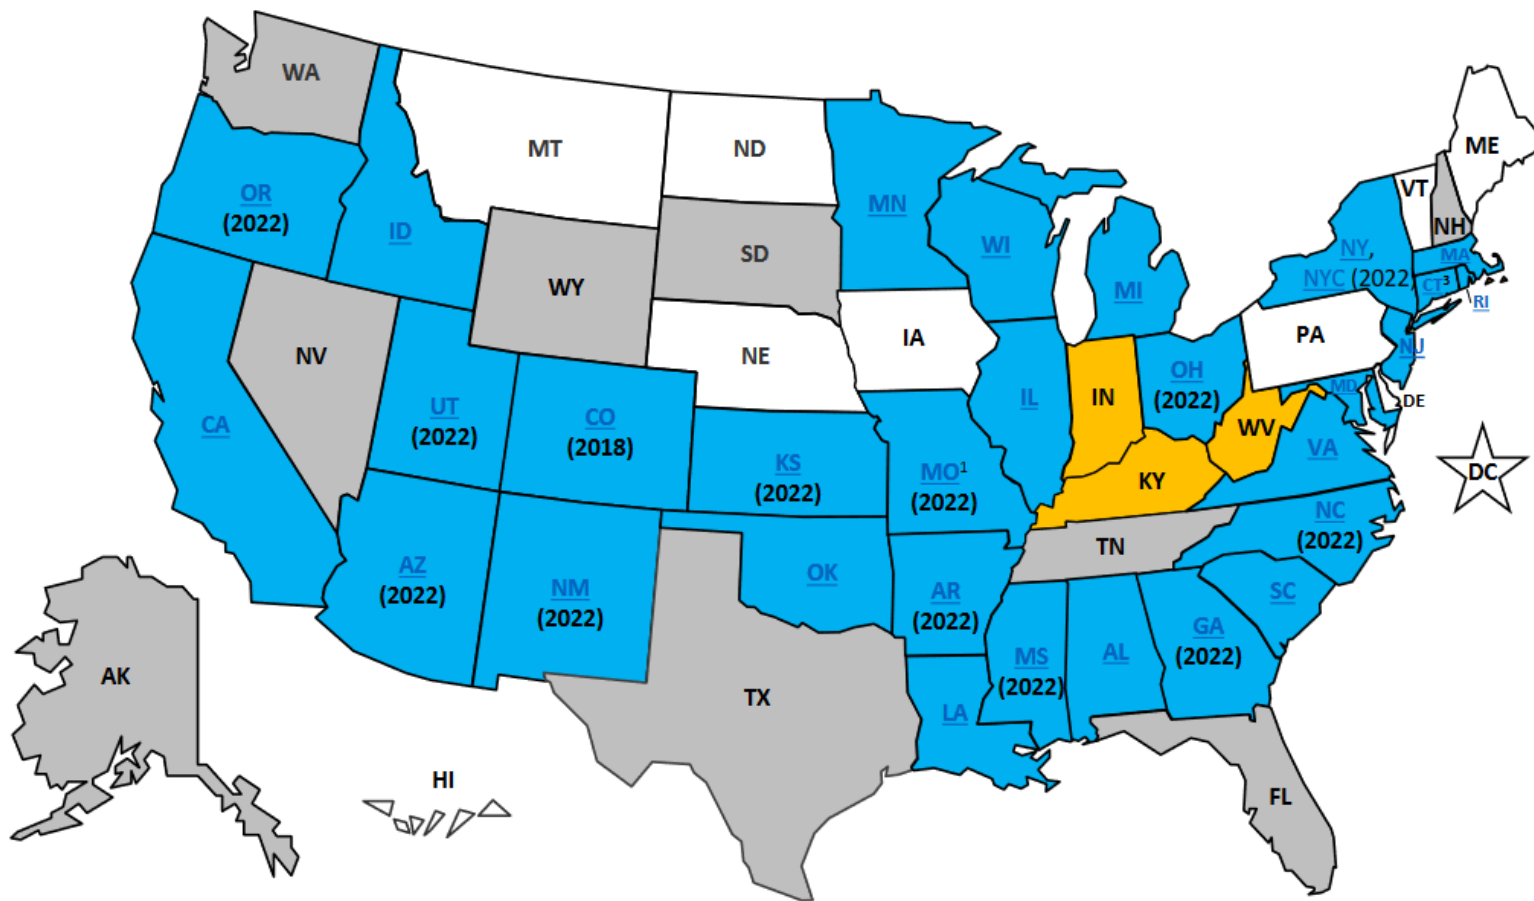 WA
MT
ND
ME
VT
NH
OR
(2022)
ID
MN
WI
SD
WY
MI
NY,
NYC (2022)
MA
CT³
RI
NV
NE
IA
PA
NJ
CA
UT
(2022)
CO
(2018)
IL
IN
OH
(2022)
MD
DE
WV
VA
DC
KS
(2022)
MO¹
(2022)
KY
NC
(2022)
TN
AZ
(2022)
NM
(2022)
OK
AR
(2022)
SC
GA
(2022)
MS
(2022)
AL
LA
AK
TX
HI
FL